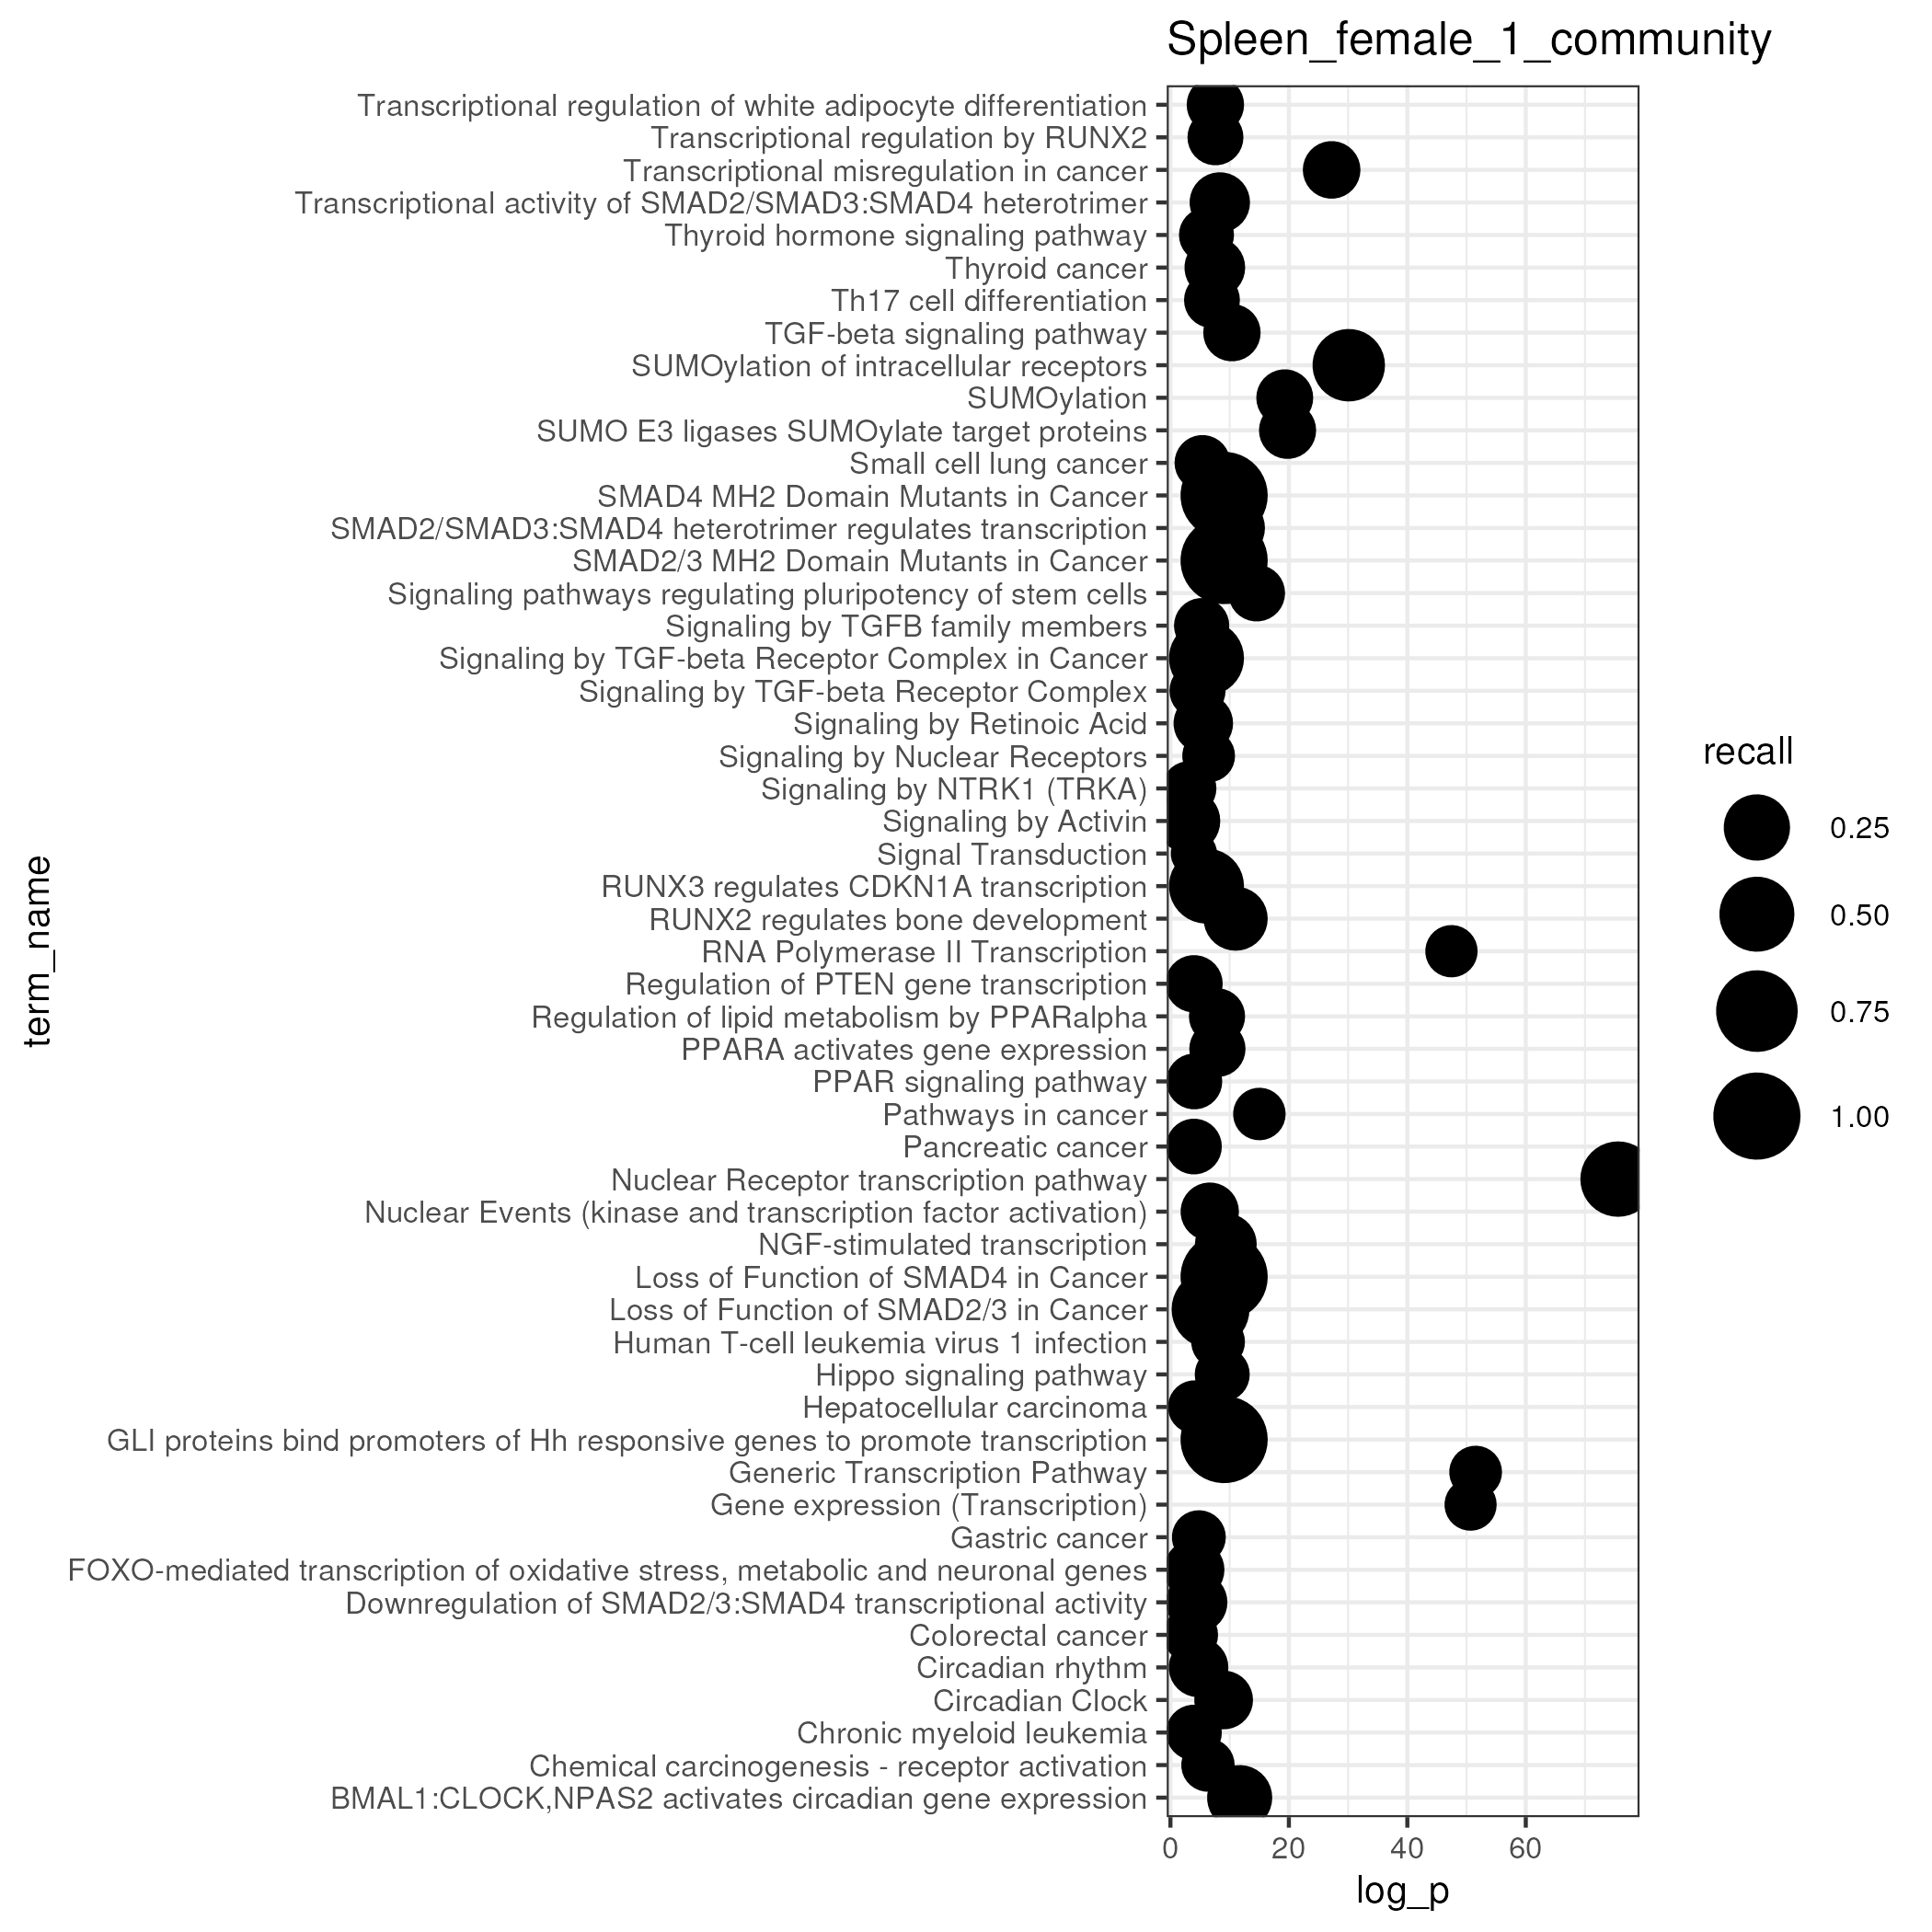 Spleen_female_1_community
Transcriptional regulation of white adipocyte differentiation
Transcriptional regulation by RUNX2
Transcriptional misregulation in cancer
Transcriptional activity of SMAD2/SMAD3:SMAD4 heterotrimer
Thyroid hormone signaling pathway
Thyroid cancer
Th17 cell differentiation
TGF-beta signaling pathway
SUMOylation of intracellular receptors
SUMOylation
SUMO E3 ligases SUMOylate target proteins
Small cell lung cancer
SMAD4 MH2 Domain Mutants in Cancer
SMAD2/SMAD3:SMAD4 heterotrimer regulates transcription
SMAD2/3 MH2 Domain Mutants in Cancer
Signaling pathways regulating pluripotency of stem cells
Signaling by TGFB family members
Signaling by TGF-beta Receptor Complex in Cancer
Signaling by TGF-beta Receptor Complex
Signaling by Retinoic Acid
Signaling by Nuclear Receptors
Signaling by NTRK1 (TRKA)
Signaling by Activin
Signal Transduction
RUNX3 regulates CDKN1A transcription
RUNX2 regulates bone development
RNA Polymerase II Transcription
Regulation of PTEN gene transcription
Regulation of lipid metabolism by PPARalpha
PPARA activates gene expression
PPAR signaling pathway
Pathways in cancer
Pancreatic cancer
Nuclear Receptor transcription pathway
Nuclear Events (kinase and transcription factor activation)
NGF-stimulated transcription
Loss of Function of SMAD4 in Cancer
Loss of Function of SMAD2/3 in Cancer
Human T-cell leukemia virus 1 infection
Hippo signaling pathway
Hepatocellular carcinoma
GLI proteins bind promoters of Hh responsive genes to promote transcription
Generic Transcription Pathway
Gene expression (Transcription)
Gastric cancer
FOXO-mediated transcription of oxidative stress, metabolic and neuronal genes
Downregulation of SMAD2/3:SMAD4 transcriptional activity
Colorectal cancer
Circadian rhythm
Circadian Clock
Chronic myeloid leukemia
Chemical carcinogenesis - receptor activation
BMAL1:CLOCK,NPAS2 activates circadian gene expression
term_name
0 20 40 60
log_p
recall
0.25
0.50
0.75
1.00